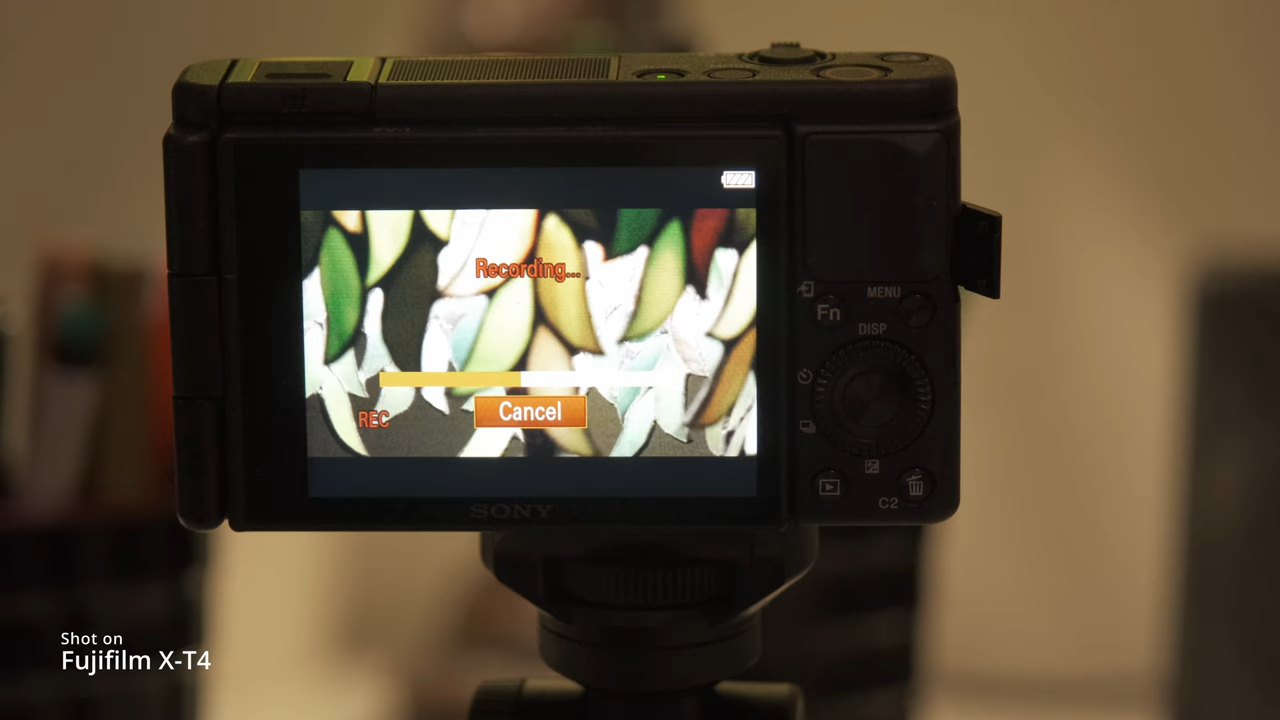 Recording...
REC
Cancel
SONY
MENU
Fn
DISP
C2
Shot on
Fujifilm X-T4